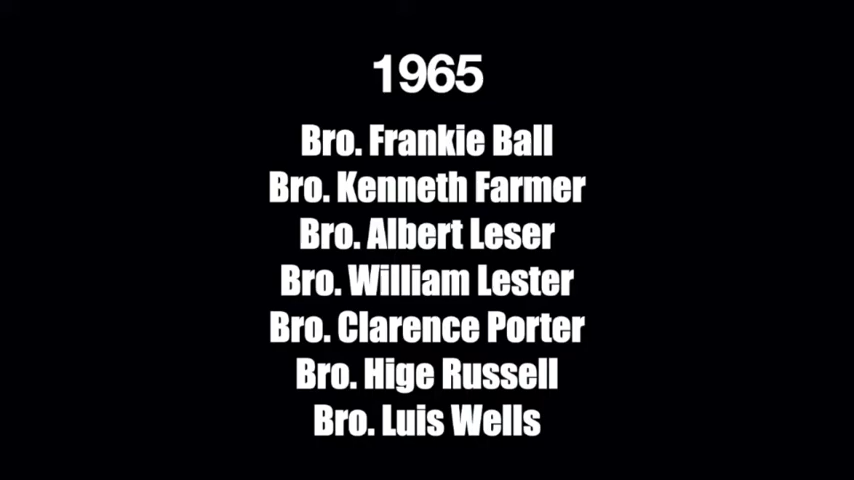 1965
Bro. Frankie Ball
Bro. Kenneth Farmer
Bro. Albert Leser
Bro. William Lester
Bro. Clarence Porter
Bro. Hige Russell
Bro. Luis Wells